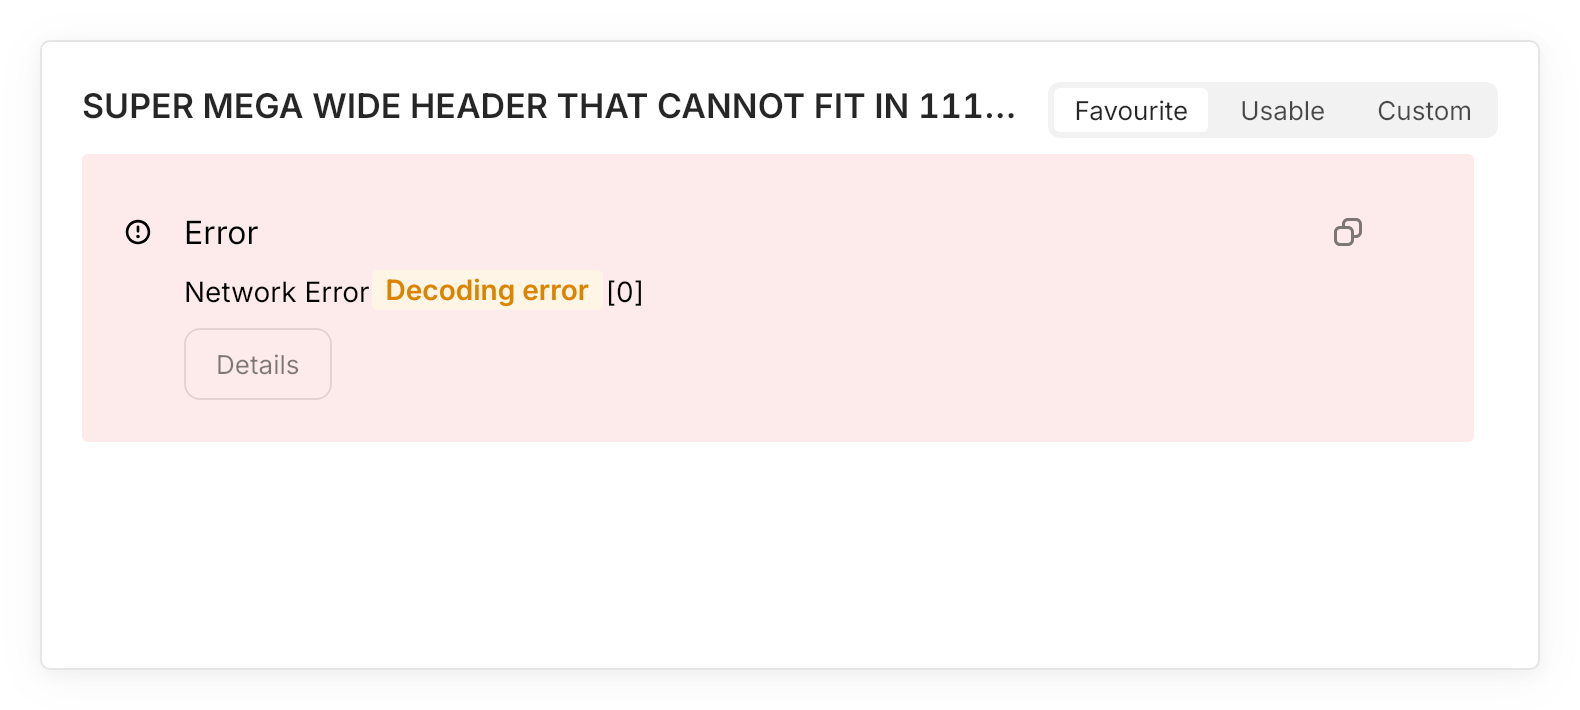 SUPER MEGA WIDE HEADER THAT CANNOT FIT IN 111... Favourite Usable Custom
Error
Network Error Decoding error [0]
Details